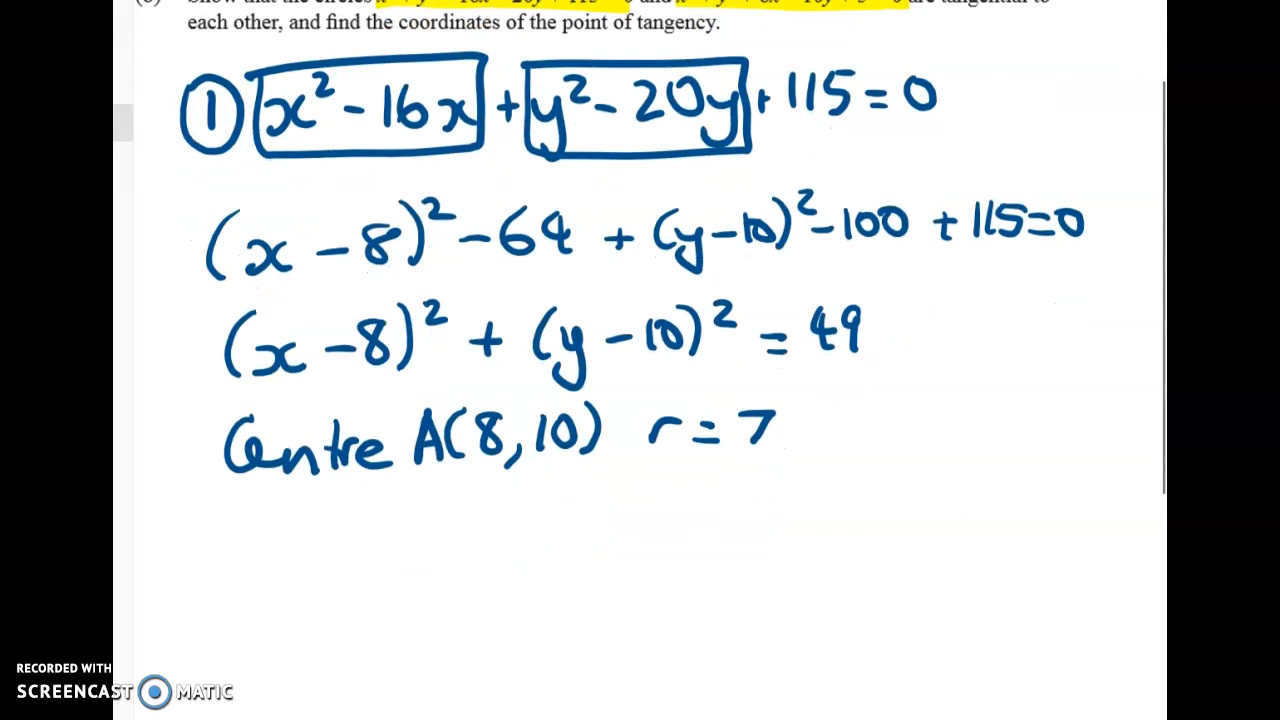 each other, and find the coordinates of the point of tangency.
① x² - 16x + y² - 20y + 115 = 0
(x - 8)² - 64 + (y - 10)² - 100 + 115 = 0
(x - 8)² + (y - 10)² = 49
Centre A(8, 10) r = 7
RECORDED WITH
SCREENCAST MATIC